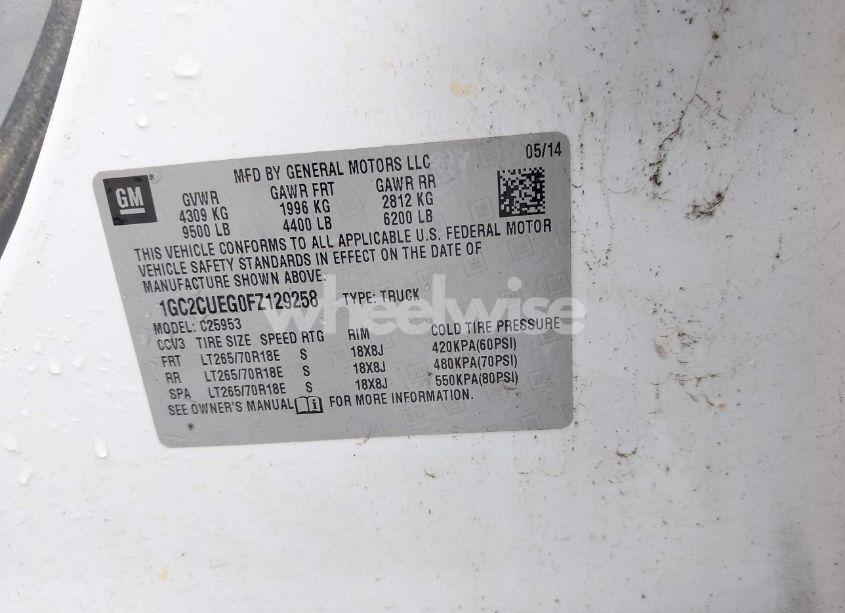 GM
MFD BY GENERAL MOTORS LLC 05/14
GVWR GAWR FRT GAWR RR
4309 KG 1996 KG 2812 KG
9500 LB 4400 LB 6200 LB
THIS VEHICLE CONFORMS TO ALL APPLICABLE U.S. FEDERAL MOTOR
VEHICLE SAFETY STANDARDS IN EFFECT ON THE DATE OF
MANUFACTURE SHOWN ABOVE.
1GC2CUEG0FZ129258 TYPE: TRUCK
wheelwise
MODEL: C25953
CCV3 TIRE SIZE SPEED RTG RIM COLD TIRE PRESSURE
FRT LT265/70R18E S 18X8J 420KPA(60PSI)
RR LT265/70R18E S 18X8J 480KPA(70PSI)
SPA LT265/70R18E S 18X8J 550KPA(80PSI)
SEE OWNER'S MANUAL FOR MORE INFORMATION.